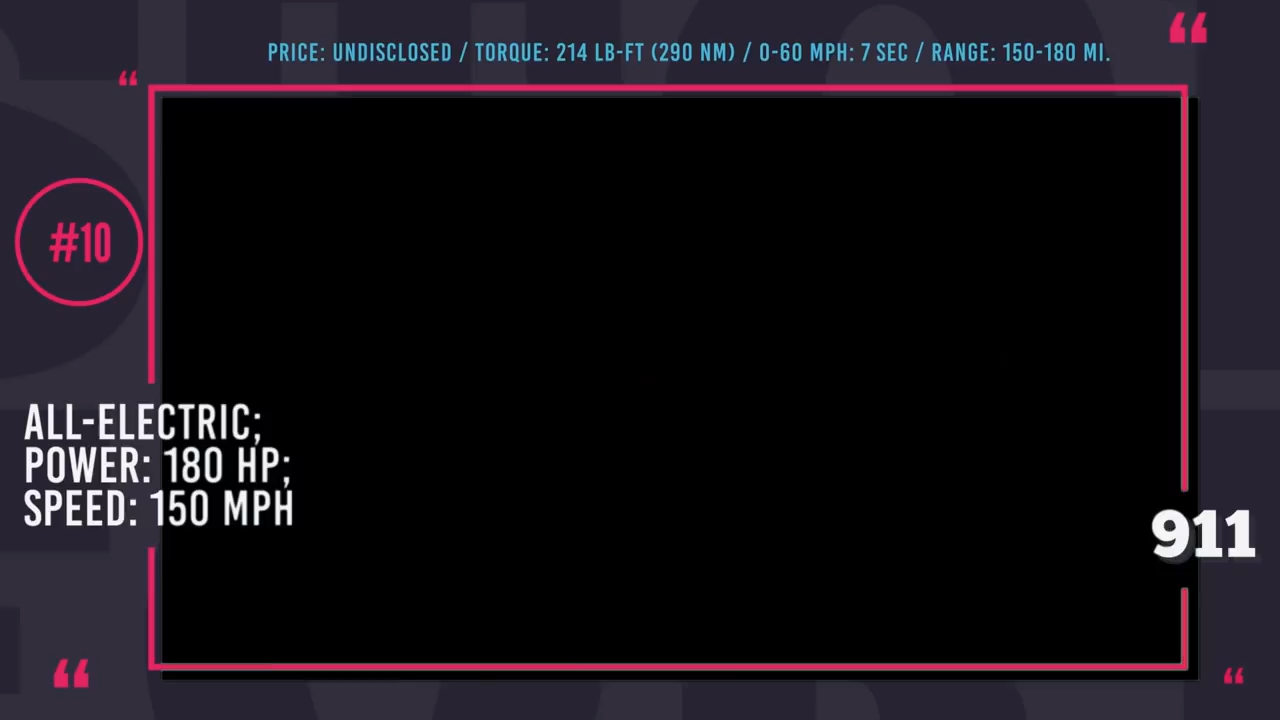 PRICE: UNDISCLOSED / TORQUE: 214 LB-FT (290 NM) / 0-60 MPH: 7 SEC / RANGE: 150-180 MI.
#10
ALL-ELECTRIC;
POWER: 180 HP;
SPEED: 150 MPH
911